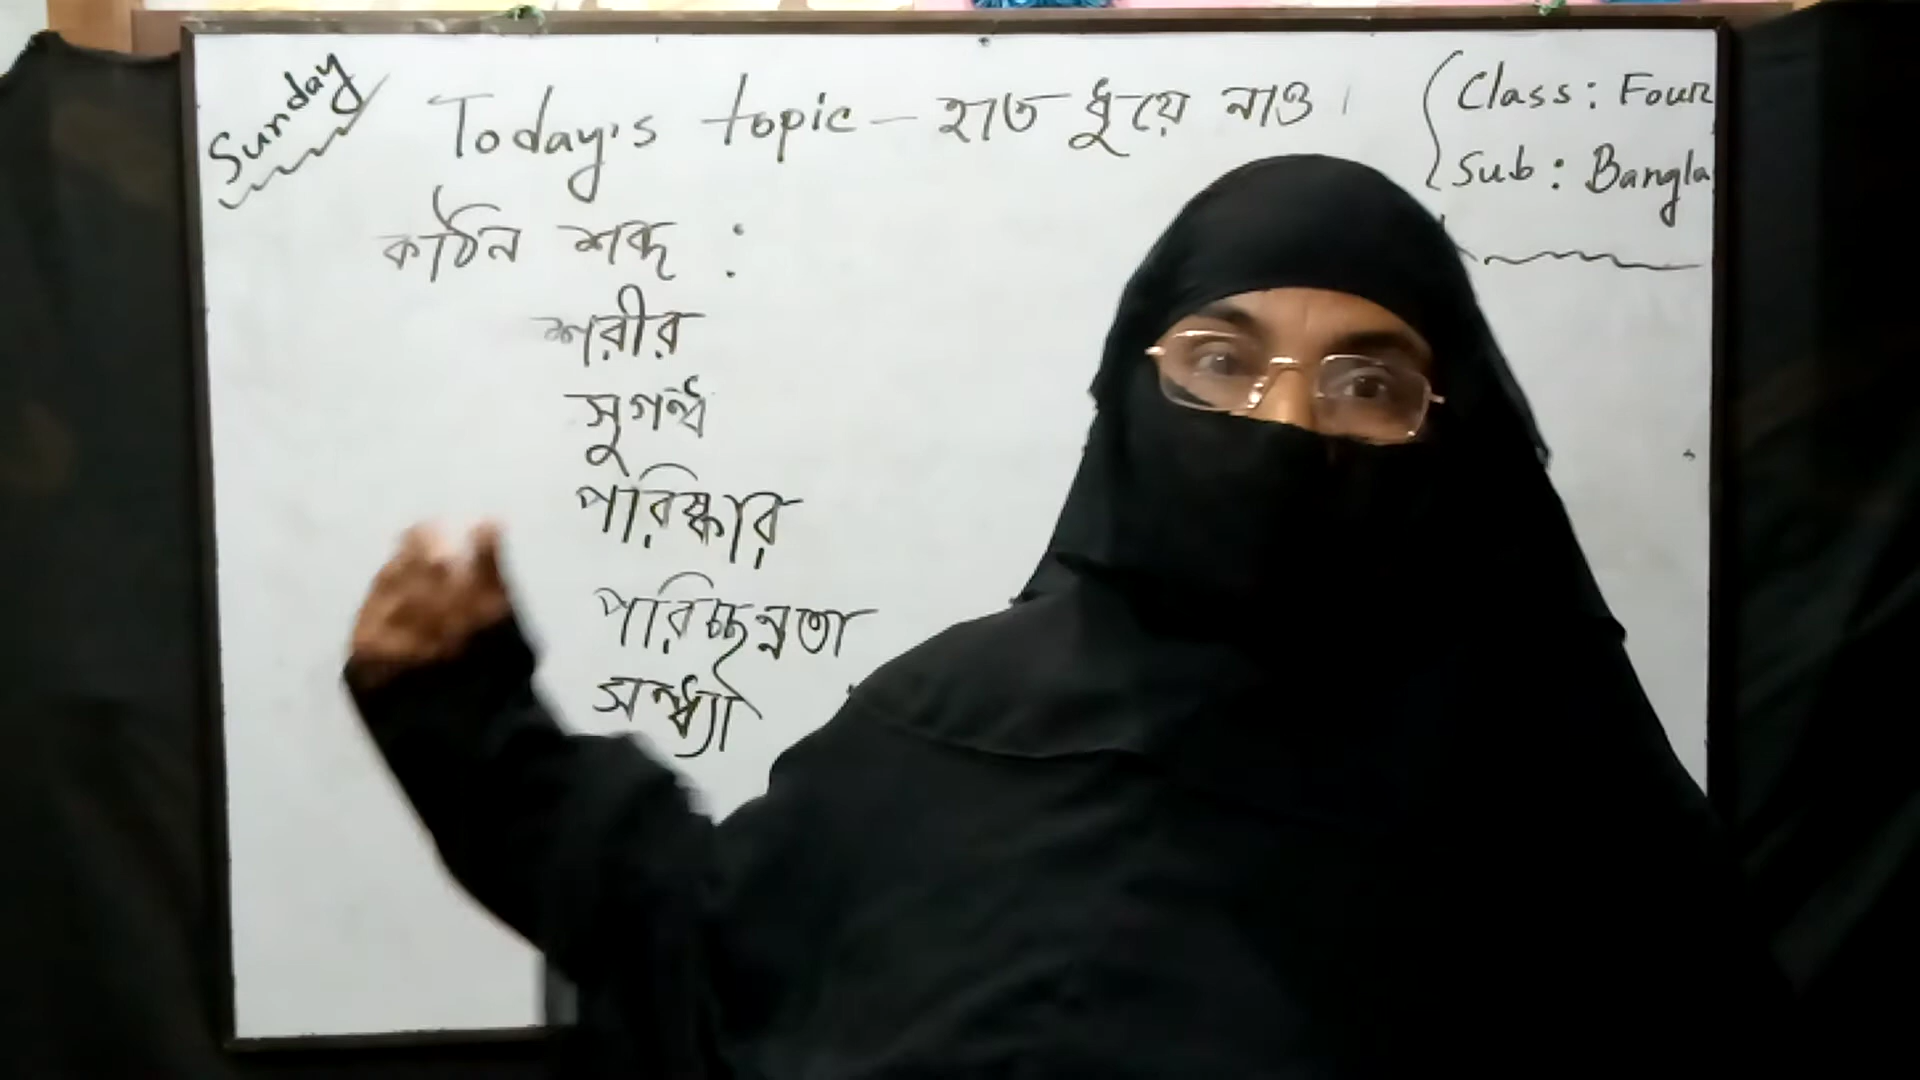 Sunday
Today's topic - হাত ধুয়ে নাও।
Class: Four
Sub: Bangla
কঠিন শব্দ :
শরীর
সুগন্ধ
পরিষ্কার
পরিচ্ছন্নতা
সন্ধ্যা